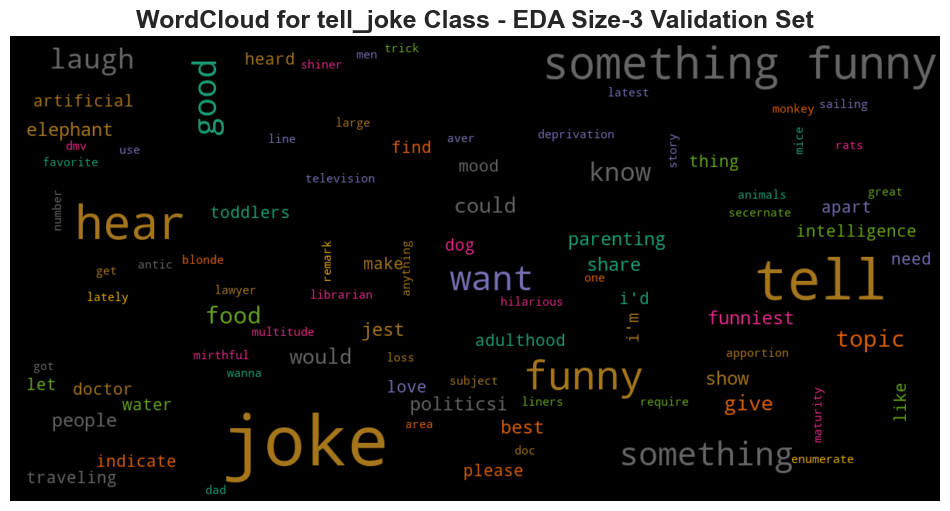 WordCloud for tell_joke Class - EDA Size-3 Validation Set
laugh
heard
shiner
men
trick
something funny
good
artificial
elephant
dmv
use
favorite
line
large
find
aver
deprivation
latest
monkey
sailing
mice
rats
story
thing
mood
know
television
number
toddlers
could
animals
great
secernate
apart
intelligence
hear
dog
parenting
share
need
antic
blonde
get
remark
make
anything
want
one
tell
lately
lawyer
librarian
hilarious
i'd
food
multitude
jest
adulthood
i'm
funniest
topic
mirthful
would
loss
apportion
got
wanna
let
doctor
love
subject
funny
show
water
politicsi
liners
require
give
maturity
like
people
joke
area
best
something
enumerate
indicate
doc
please
traveling
dad